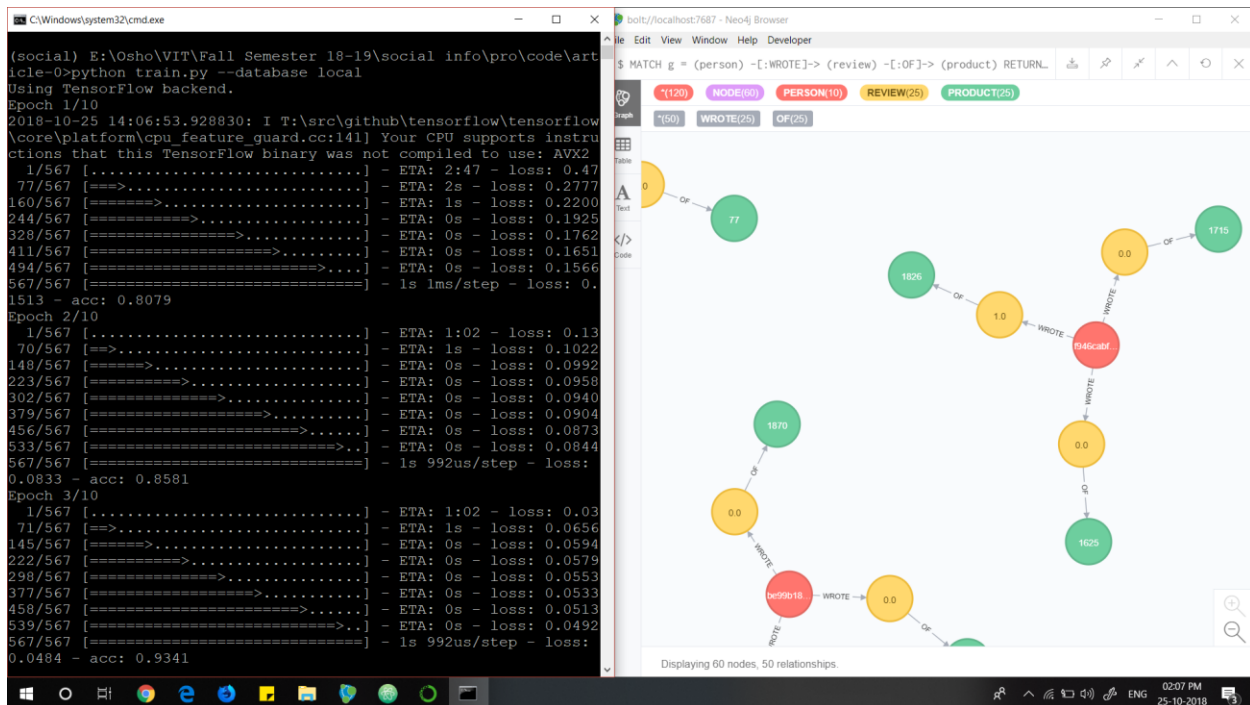 C:\Windows\system32\cmd.exe
(social) E:\Osho\VIT\Fall Semester 18-19\social info\pro\code\art
icle-0>python train.py --database local
Using TensorFlow backend.
Epoch 1/10
2018-10-25 14:06:53.928830: I T:\src\github\tensorflow\tensorflow
\core\platform\cpu_feature_guard.cc:141] Your CPU supports instru
ctions that this TensorFlow binary was not compiled to use: AVX2
1/567 [..............................] - ETA: 2:47 - loss: 0.47
77/567 [===>..........................] - ETA: 2s - loss: 0.2777
160/567 [=======>......................] - ETA: 1s - loss: 0.2200
244/567 [===========>..................] - ETA: 0s - loss: 0.1925
328/567 [================>.............] - ETA: 0s - loss: 0.1762
411/567 [====================>.........] - ETA: 0s - loss: 0.1651
494/567 [=========================>....] - ETA: 0s - loss: 0.1566
567/567 [==============================] - 1s 1ms/step - loss: 0.
1513 - acc: 0.8079
Epoch 2/10
1/567 [..............................] - ETA: 1:02 - loss: 0.13
70/567 [==>...........................] - ETA: 1s - loss: 0.1022
148/567 [======>.......................] - ETA: 0s - loss: 0.0992
223/567 [==========>...................] - ETA: 0s - loss: 0.0958
302/567 [==============>...............] - ETA: 0s - loss: 0.0940
379/567 [===================>..........] - ETA: 0s - loss: 0.0904
456/567 [=======================>......] - ETA: 0s - loss: 0.0873
533/567 [===========================>..] - ETA: 0s - loss: 0.0844
567/567 [==============================] - 1s 992us/step - loss:
0.0833 - acc: 0.8581
Epoch 3/10
1/567 [..............................] - ETA: 1:02 - loss: 0.03
71/567 [==>...........................] - ETA: 1s - loss: 0.0656
145/567 [======>.......................] - ETA: 0s - loss: 0.0594
222/567 [==========>...................] - ETA: 0s - loss: 0.0579
298/567 [==============>...............] - ETA: 0s - loss: 0.0553
377/567 [==================>...........] - ETA: 0s - loss: 0.0533
458/567 [=======================>......] - ETA: 0s - loss: 0.0513
539/567 [===========================>..] - ETA: 0s - loss: 0.0492
567/567 [==============================] - 1s 992us/step - loss:
0.0484 - acc: 0.9341
bolt://localhost:7687 - Neo4j Browser
ile Edit View Window Help Developer
$ MATCH g = (person) -[:WROTE]-> (review) -[:OF]-> (product) RETURN...
*(120) NODE(60) PERSON(10) REVIEW(25) PRODUCT(25)
*(50) WROTE(25) OF(25)
Graph
Table
A
Text
</>
Code
0
OF
77
1715
OF
0.0
1826
OF
1.0
WROTE
WROTE
f946cabf...
WROTE
0.0
OF
1625
1870
OF
0.0
WROTE
be99b18...
WROTE
0.0
OF
WROTE
Displaying 60 nodes, 50 relationships.
ENG
02:07 PM
25-10-2018
3